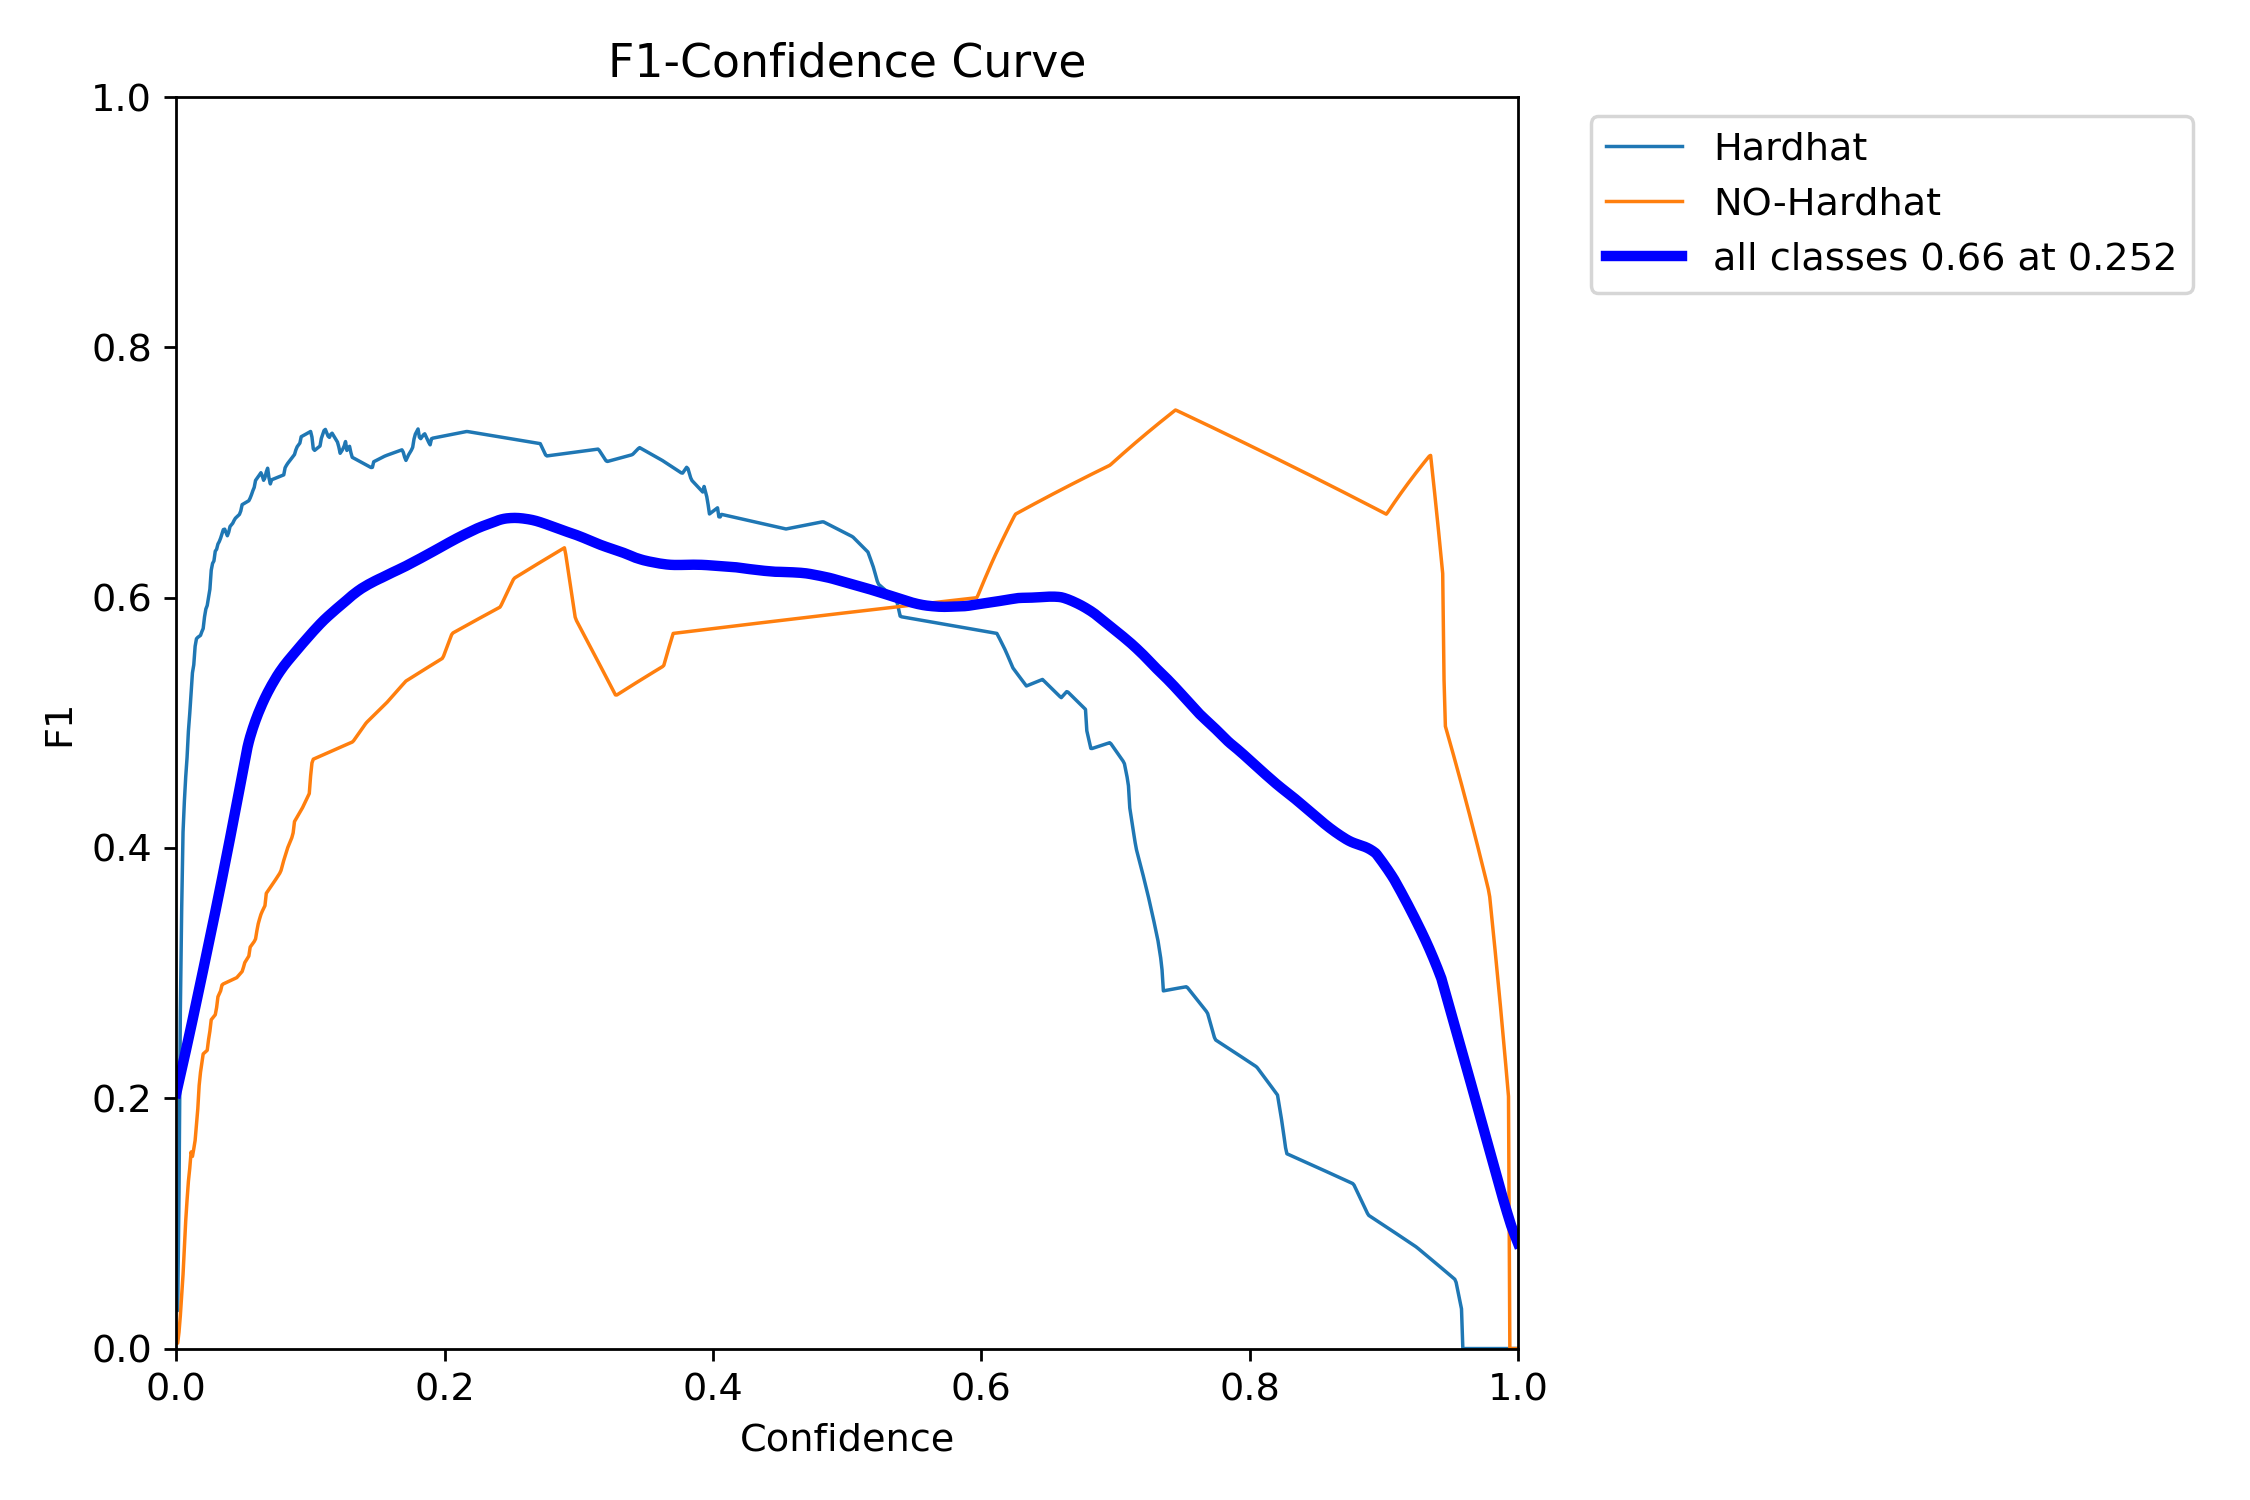 F1-Confidence Curve
1.0
0.8
0.6
0.4
0.2
0.0
F1
0.0 0.2 0.4 0.6 0.8 1.0
Confidence
Hardhat
NO-Hardhat
all classes 0.66 at 0.252